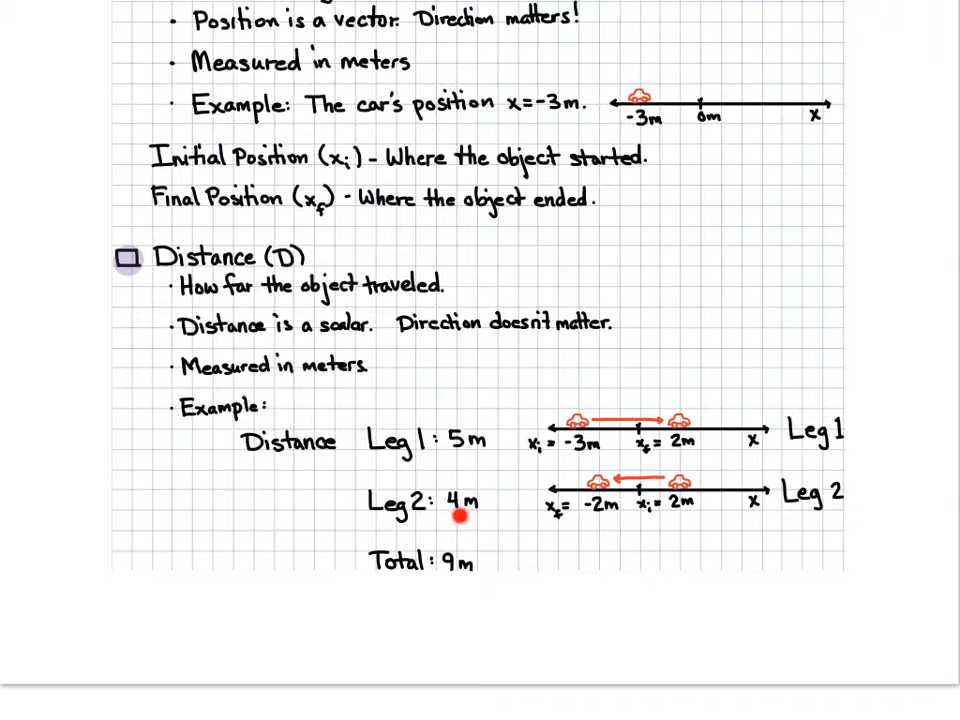 · Position is a vector. Direction matters!
· Measured in meters
· Example: The car's position x=-3m.
-3m 0m x
Initial Position (xi) - Where the object started.
Final Position (xf) - Where the object ended.
Distance (D)
· How far the object traveled.
· Distance is a scalar. Direction doesn't matter.
· Measured in meters.
· Example:
Distance Leg 1: 5m
xi = -3m xf = 2m x Leg 1
Leg 2: 4m
xf = -2m xi = 2m x Leg 2
Total: 9m